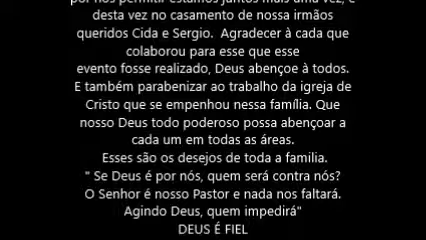 por nos permitir estarmos juntos mais uma vez, e
desta vez no casamento de nossa irmãos
queridos Cida e Sergio.  Agradecer à cada que
colaborou para esse que esse
evento fosse realizado, Deus abençoe à todos.
E também parabenizar ao trabalho da igreja de
Cristo que se empenhou nessa família. Que
nosso Deus todo poderoso possa abençoar a
cada um em todas as áreas.
Esses são os desejos de toda a familia.
" Se Deus é por nós, quem será contra nós?
O Senhor é nosso Pastor e nada nos faltará.
Agindo Deus, quem impedirá"
DEUS É FIEL